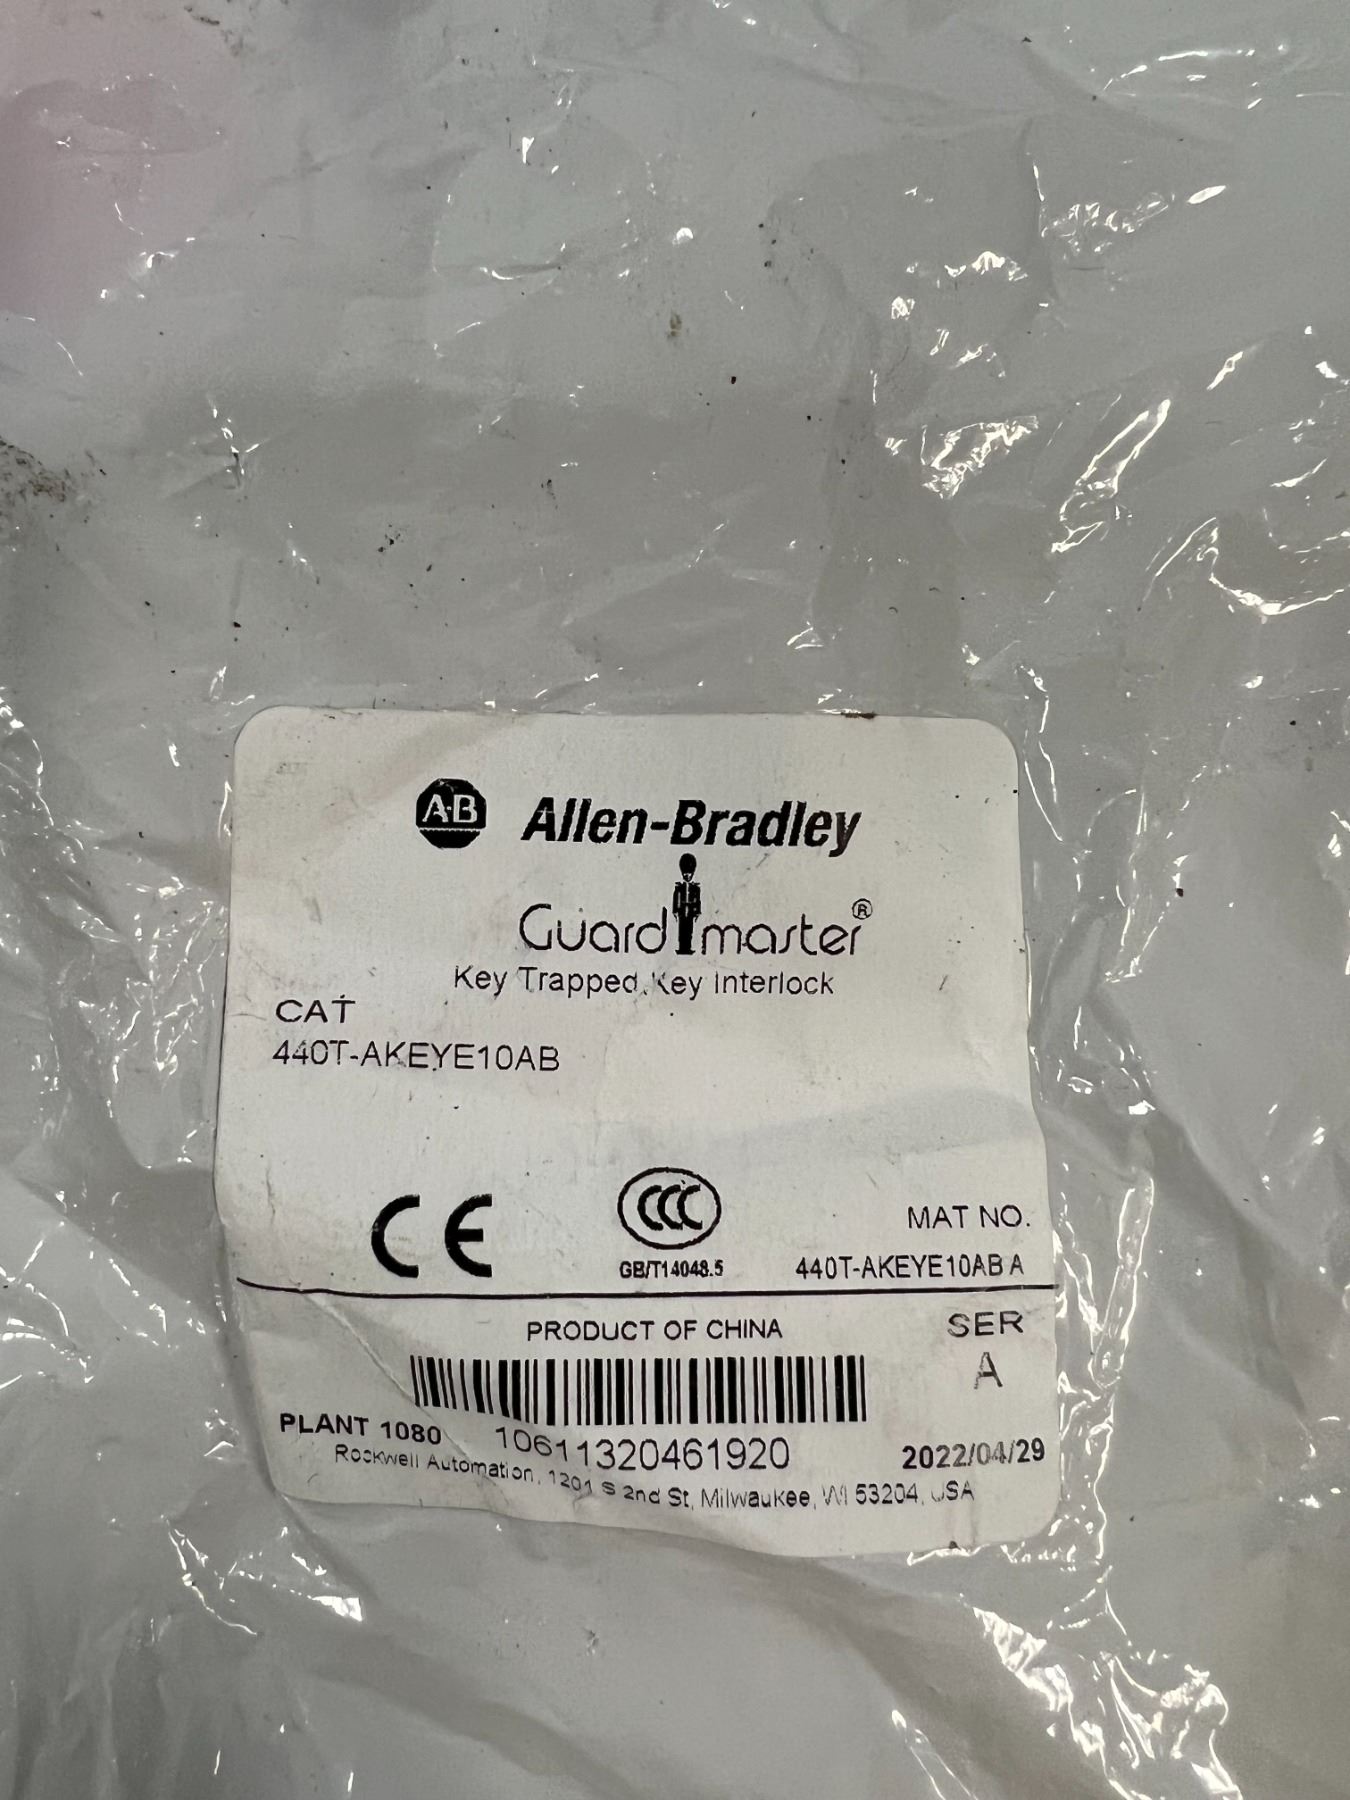 A·B Allen-Bradley
Guardmaster®
Key Trapped Key Interlock
CAT
440T-AKEYE10AB
CE
CCC
GB/T14048.5
MAT NO.
440T-AKEYE10AB A
PRODUCT OF CHINA
SER
A
PLANT 1080
10611320461920
2022/04/29
Rockwell Automation, 1201 S 2nd St, Milwaukee, WI 53204, USA